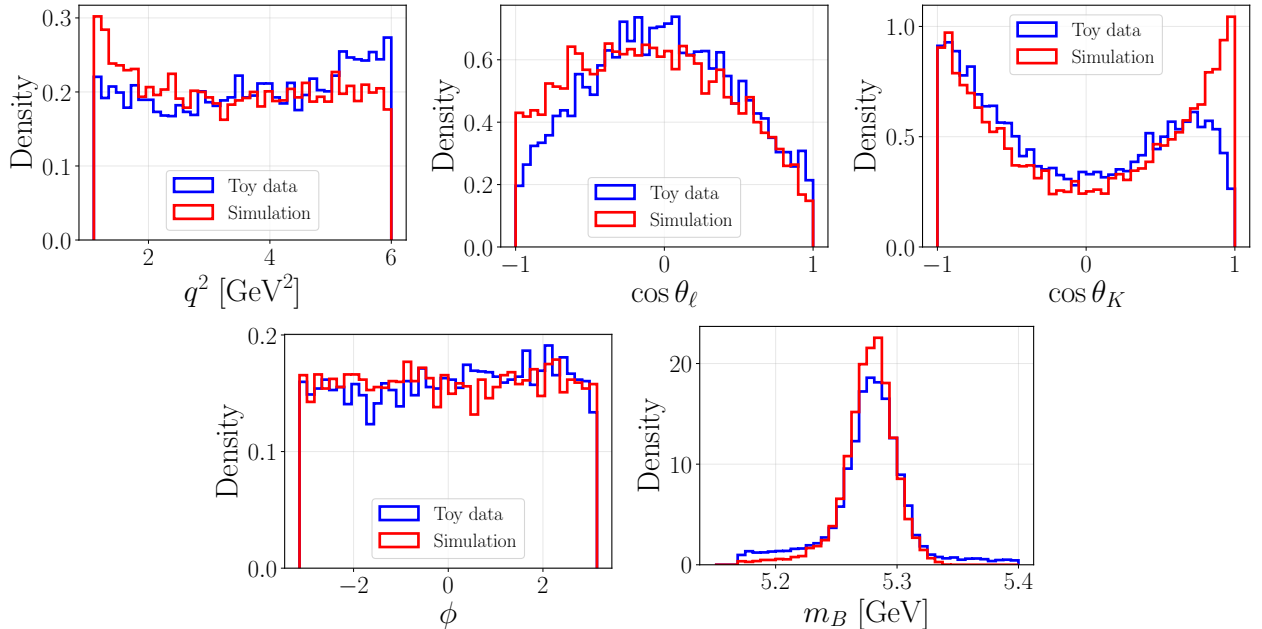 0.3
0.2
0.1
0.0
Density
Toy data
Simulation
2
4
6
q² [GeV²]
0.6
0.4
0.2
0.0
Density
Toy data
Simulation
−1
0
1
cos θ_ℓ
1.0
0.5
0.0
Density
Toy data
Simulation
−1
0
1
cos θ_K
0.2
0.1
0.0
Density
Toy data
Simulation
−2
0
2
ϕ
20
10
0
Density
5.2
5.3
5.4
m_B [GeV]